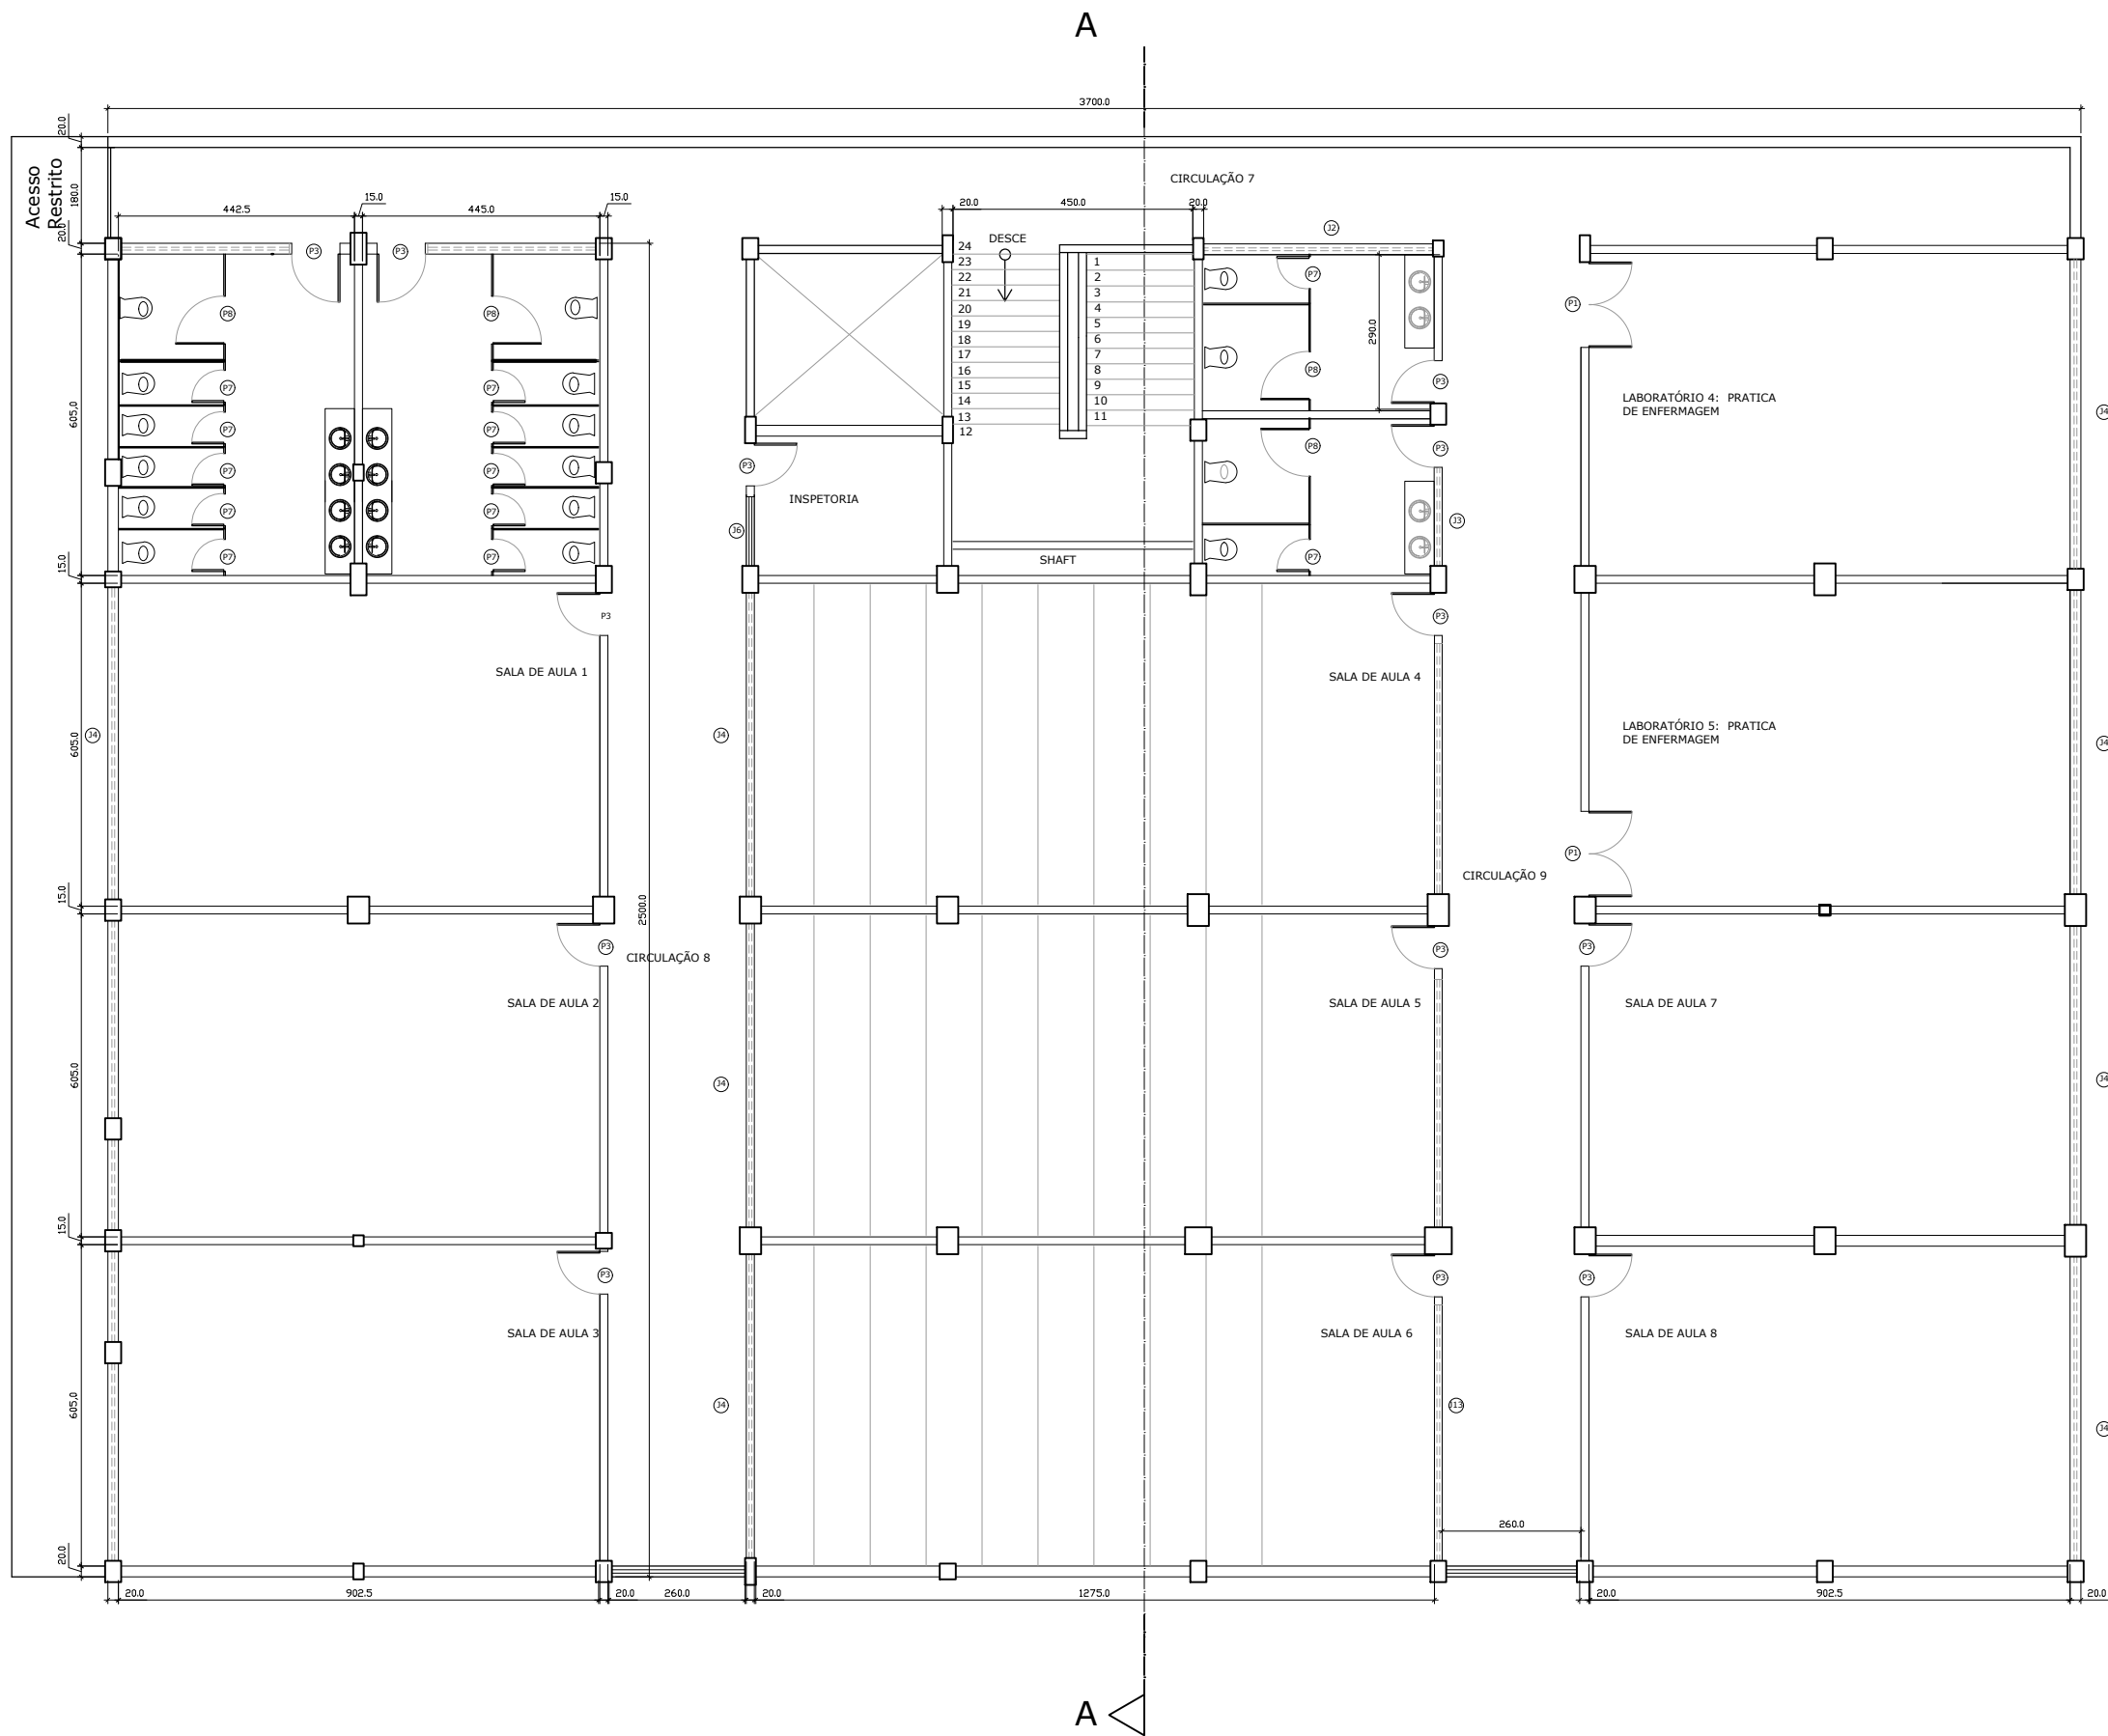 A
3700.0
20.0
Acesso
Restrito
180.0
20.0
CIRCULAÇÃO 7
442.5
15.0
445.0
15.0
20.0
450.0
20.0
DESCE
J2
P3
P3
24
23
22
21
20
19
18
17
16
15
14
13
12
1
2
3
4
5
6
7
8
9
10
11
P7
P8
P8
P1
290.0
P8
P3
P7
P7
P7
P7
P7
P7
P7
P7
P7
P7
605,0
LABORATÓRIO 4: PRATICA
DE ENFERMAGEM
J4
P3
P8
P3
INSPETORIA
J6
J3
SHAFT
P7
15.0
P3
P3
SALA DE AULA 1
SALA DE AULA 4
605.0
J4
J4
LABORATÓRIO 5: PRATICA
DE ENFERMAGEM
J4
P1
CIRCULAÇÃO 9
15.0
2500.0
P3
P3
P3
CIRCULAÇÃO 8
SALA DE AULA 2
SALA DE AULA 5
SALA DE AULA 7
605.0
J4
J4
15.0
P3
P3
P3
SALA DE AULA 3
SALA DE AULA 6
SALA DE AULA 8
605,0
J4
J13
J4
260.0
20.0
20.0
902.5
20.0
260.0
20.0
1275.0
20.0
902.5
20.0
A